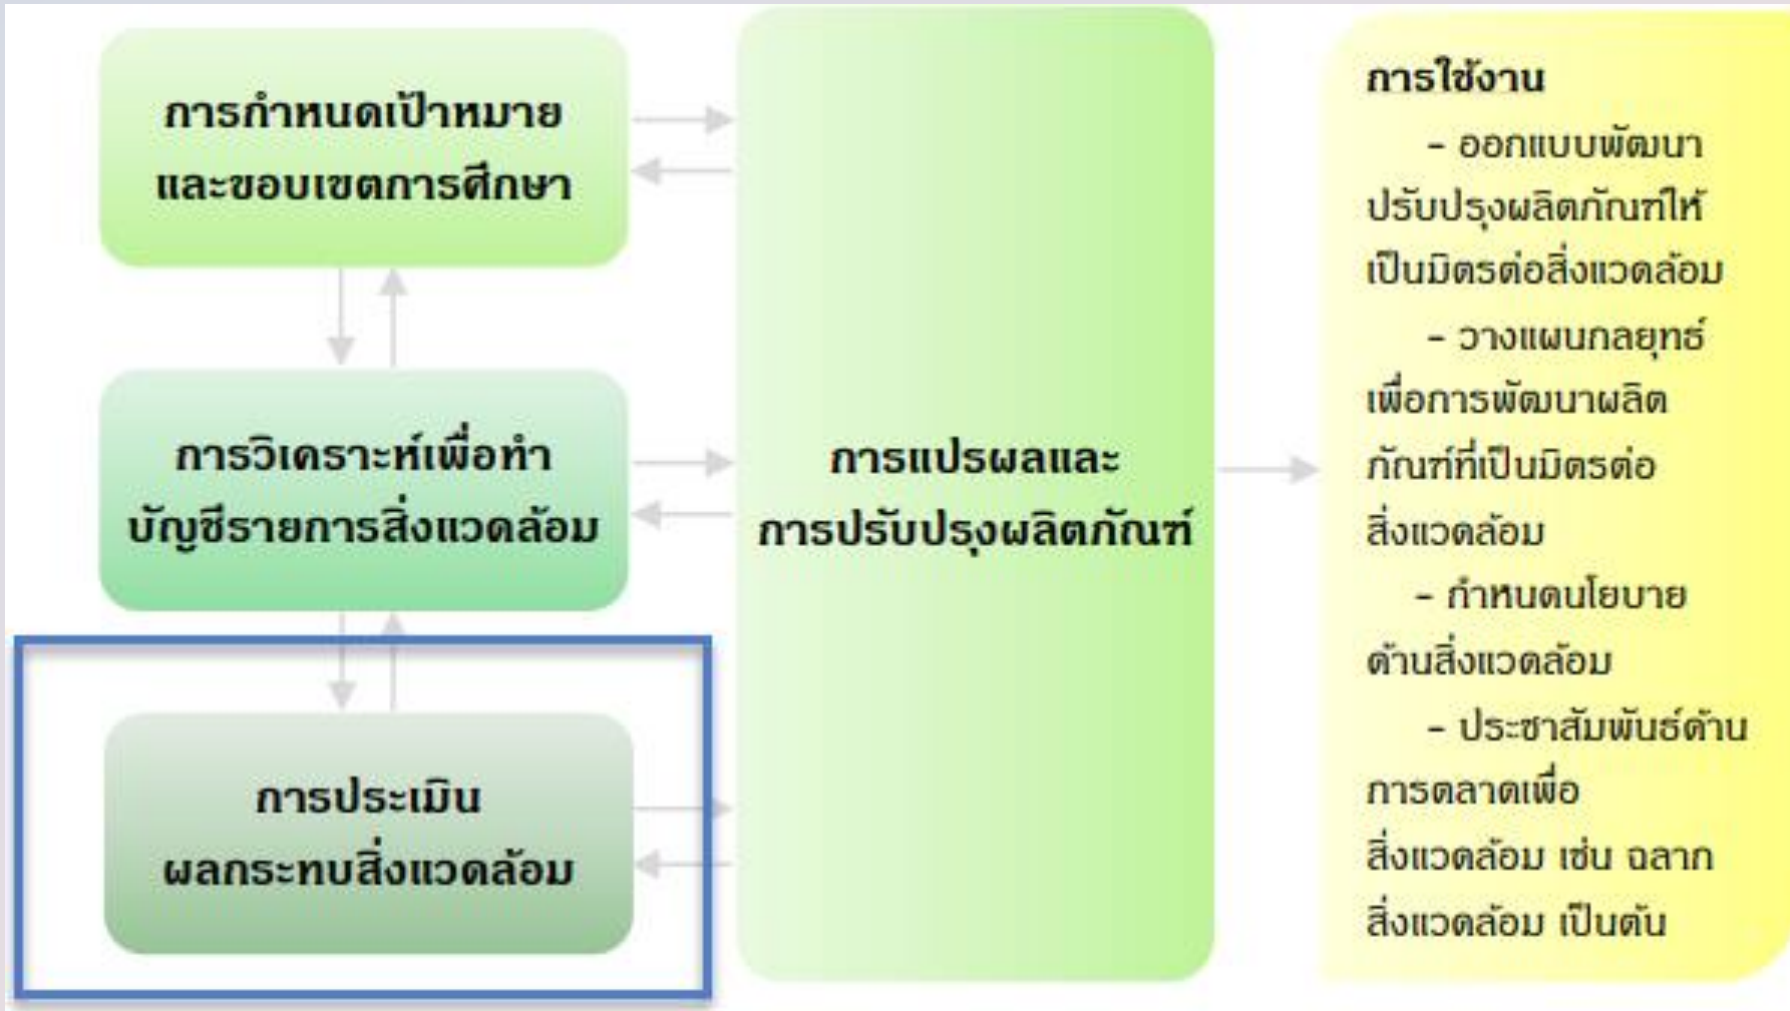 การกำหนดเป้าหมาย
และขอบเขตการศึกษา
การวิเคราะห์เพื่อทำ
บัญชีรายการสิ่งแวดล้อม
การประเมิน
ผลกระทบสิ่งแวดล้อม
การแปรผลและ
การปรับปรุงผลิตภัณฑ์
การใช้งาน
- ออกแบบพัฒนา
ปรับปรุงผลิตภัณฑ์ให้
เป็นมิตรต่อสิ่งแวดล้อม
- วางแผนกลยุทธ์
เพื่อการพัฒนาผลิต
ภัณฑ์ที่เป็นมิตรต่อ
สิ่งแวดล้อม
- กำหนดนโยบาย
ด้านสิ่งแวดล้อม
- ประชาสัมพันธ์ด้าน
การตลาดเพื่อ
สิ่งแวดล้อม เช่น ฉลาก
สิ่งแวดล้อม เป็นต้น